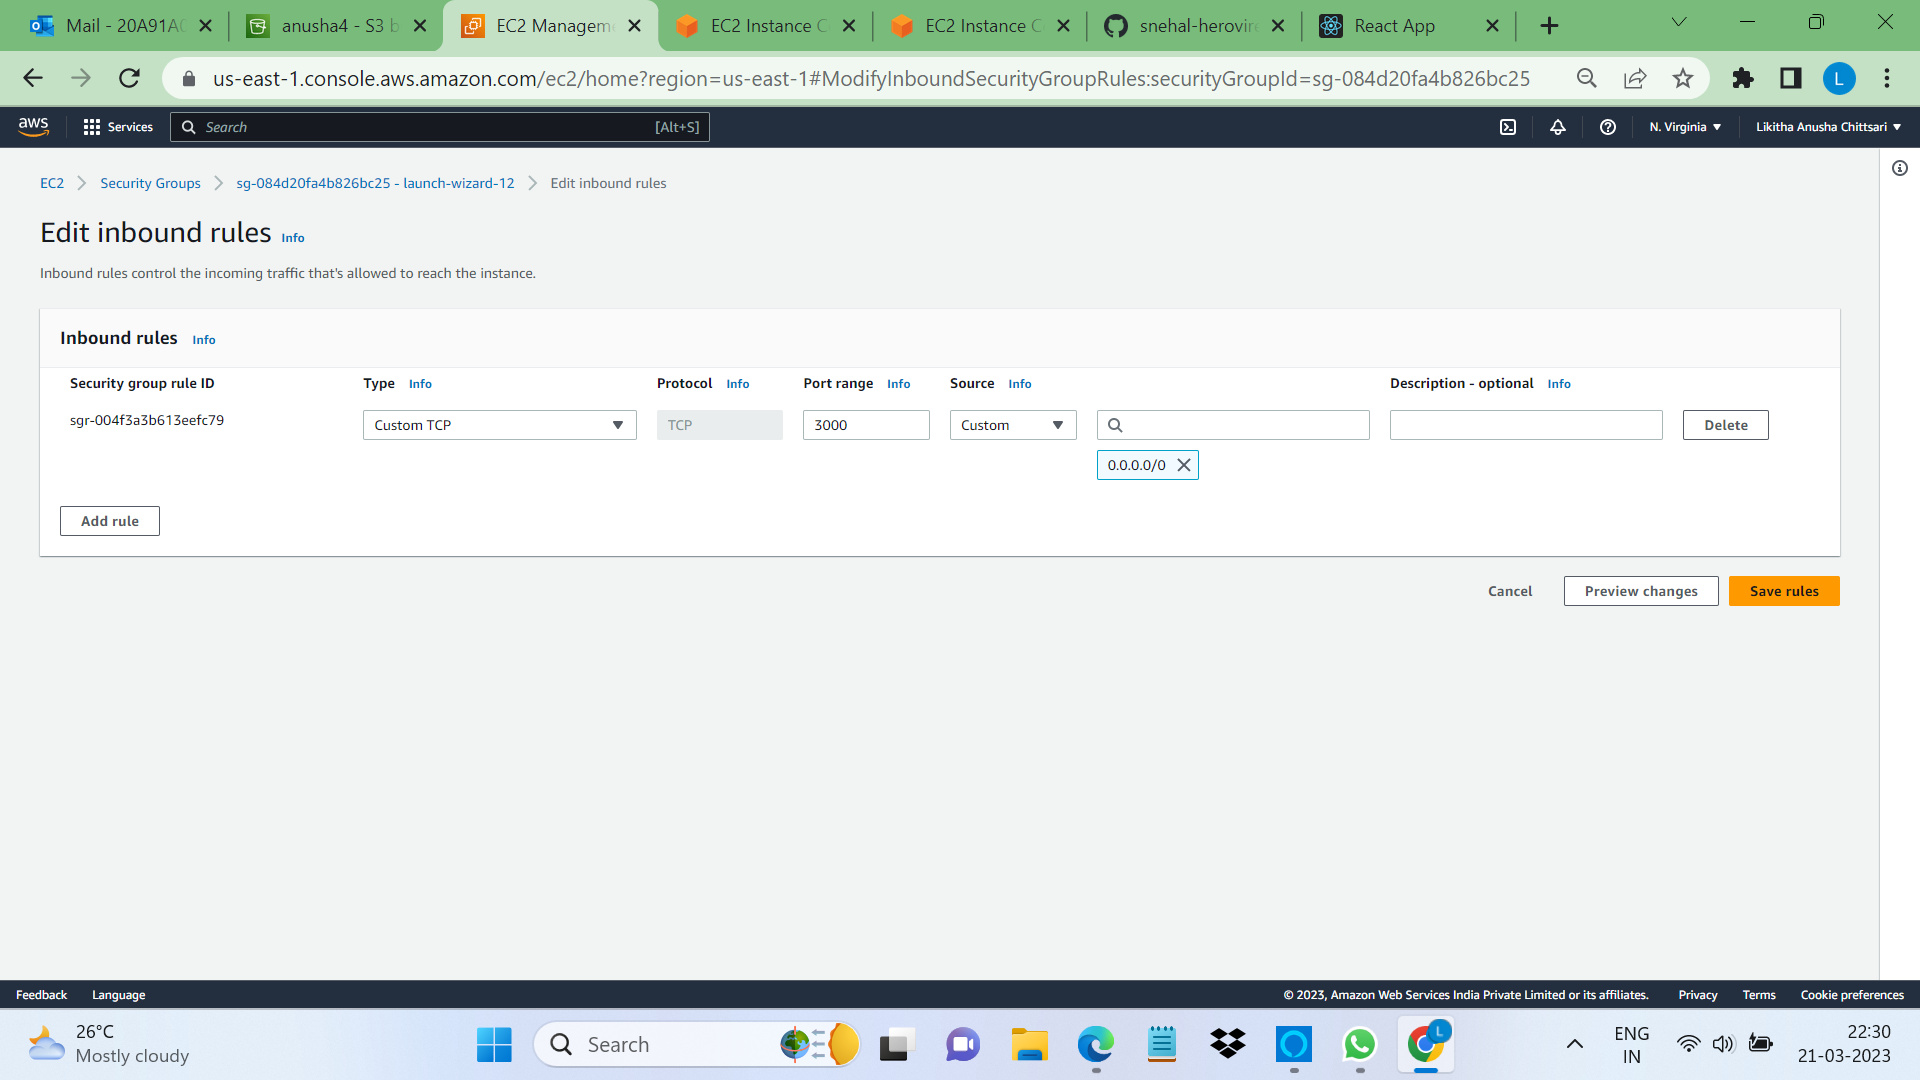 Mail - 20A91A0
anusha4 - S3 b
EC2 Managem
EC2 Instance C
EC2 Instance C
snehal-herovire
React App
us-east-1.console.aws.amazon.com/ec2/home?region=us-east-1#ModifyInboundSecurityGroupRules:securityGroupId=sg-084d20fa4b826bc25
L
aws
Services
Search
[Alt+S]
N. Virginia
Likitha Anusha Chittsari
EC2
Security Groups
sg-084d20fa4b826bc25 - launch-wizard-12
Edit inbound rules
Edit inbound rules Info
Inbound rules control the incoming traffic that's allowed to reach the instance.
Inbound rules Info
Security group rule ID
Type Info
Protocol Info
Port range Info
Source Info
Description - optional Info
sgr-004f3a3b613eefc79
Custom TCP
TCP
3000
Custom
Delete
0.0.0.0/0
Add rule
Cancel
Preview changes
Save rules
Feedback
Language
© 2023, Amazon Web Services India Private Limited or its affiliates.
Privacy
Terms
Cookie preferences
26°C
Mostly cloudy
Search
L
ENG
IN
22:30
21-03-2023